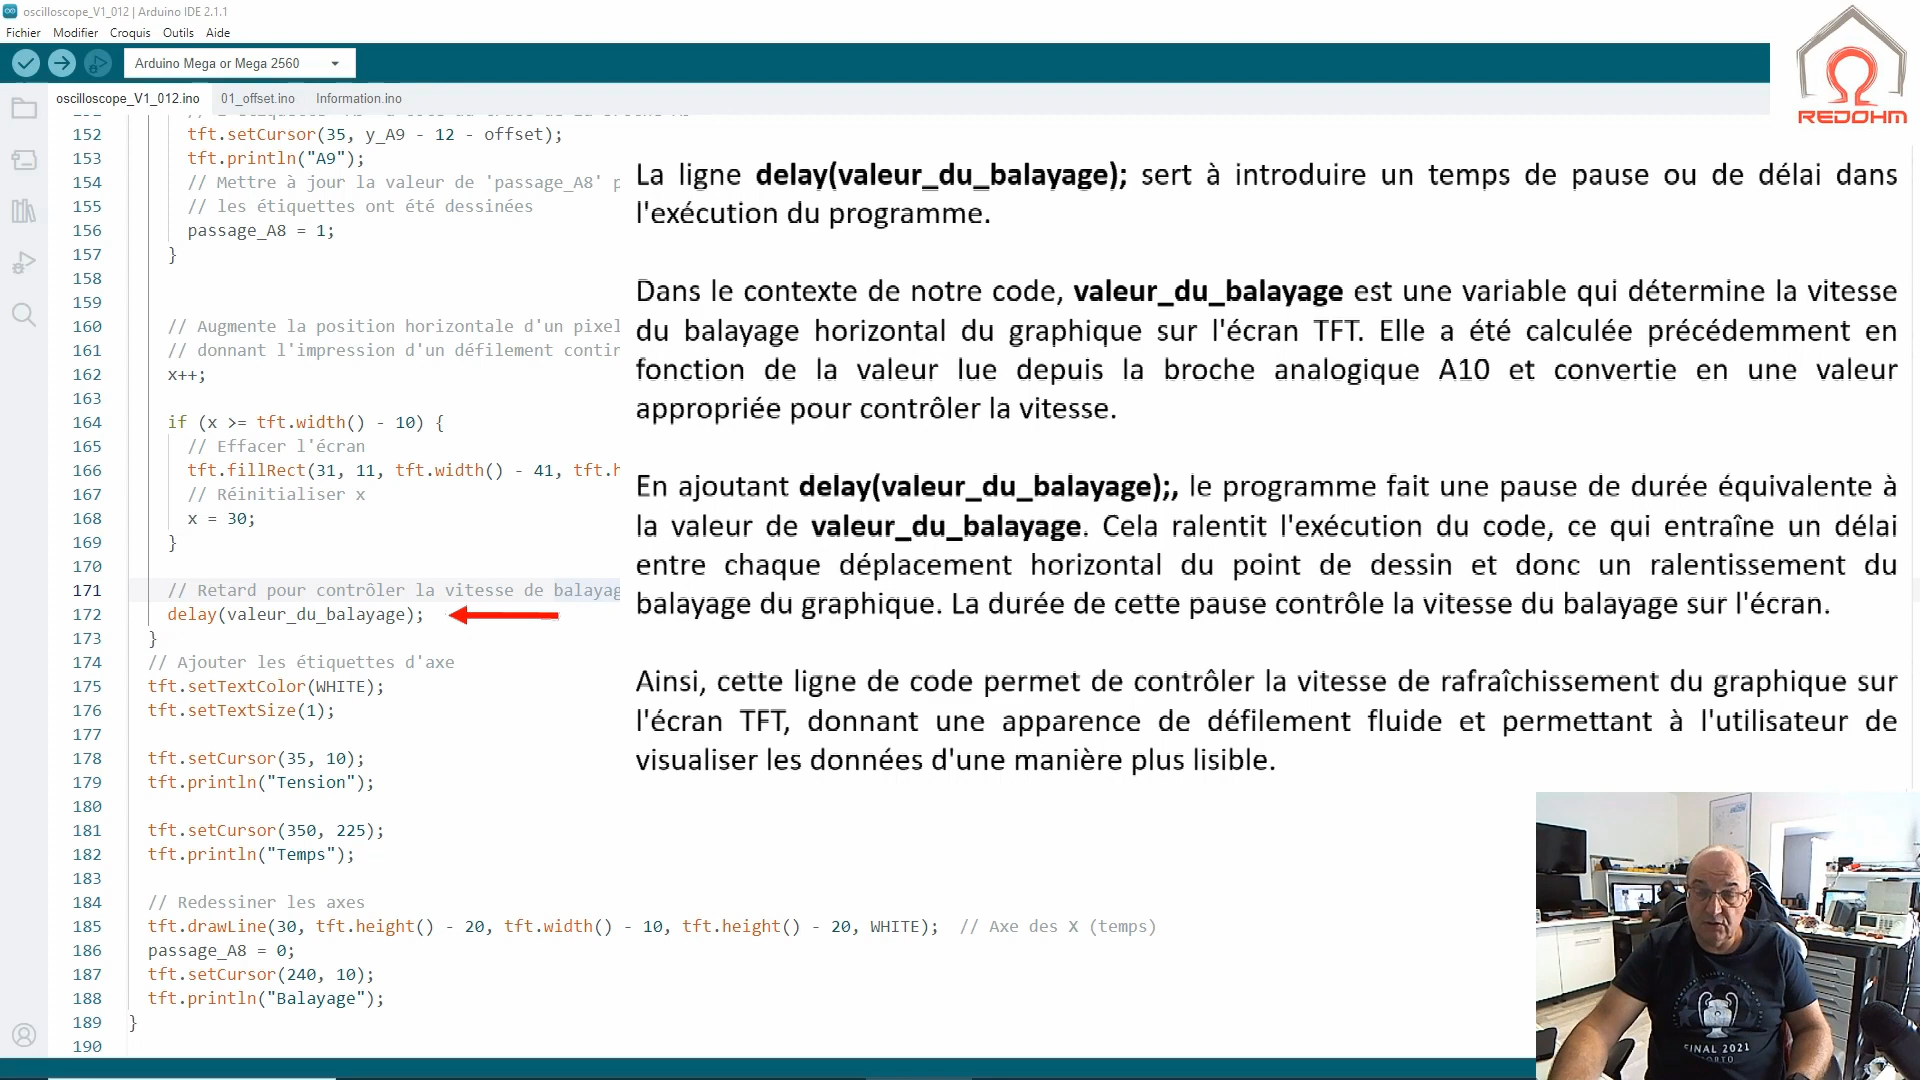 oscilloscope_V1_012 | Arduino IDE 2.1.1
Fichier Modifier Croquis Outils Aide
Arduino Mega or Mega 2560
REDOHM
oscilloscope_V1_012.ino 01_offset.ino Information.ino
152 tft.setCursor(35, y_A9 - 12 - offset);
153 tft.println("A9");
154 // Mettre à jour la valeur de 'passage_A8' p
155 // les étiquettes ont été dessinées
156 passage_A8 = 1;
157 }
158
159
160 // Augmente la position horizontale d'un pixel
161 // donnant l'impression d'un défilement contin
162 x++;
163
164 if (x >= tft.width() - 10) {
165 // Effacer l'écran
166 tft.fillRect(31, 11, tft.width() - 41, tft.h
167 // Réinitialiser x
168 x = 30;
169 }
170
171 // Retard pour contrôler la vitesse de balayag
172 delay(valeur_du_balayage);
173 }
174 // Ajouter les étiquettes d'axe
175 tft.setTextColor(WHITE);
176 tft.setTextSize(1);
177
178 tft.setCursor(35, 10);
179 tft.println("Tension");
180
181 tft.setCursor(350, 225);
182 tft.println("Temps");
183
184 // Redessiner les axes
185 tft.drawLine(30, tft.height() - 20, tft.width() - 10, tft.height() - 20, WHITE); // Axe des X (temps)
186 passage_A8 = 0;
187 tft.setCursor(240, 10);
188 tft.println("Balayage");
189 }
190
La ligne delay(valeur_du_balayage); sert à introduire un temps de pause ou de délai dans
l'exécution du programme.
Dans le contexte de notre code, valeur_du_balayage est une variable qui détermine la vitesse
du balayage horizontal du graphique sur l'écran TFT. Elle a été calculée précédemment en
fonction de la valeur lue depuis la broche analogique A10 et convertie en une valeur
appropriée pour contrôler la vitesse.
En ajoutant delay(valeur_du_balayage);, le programme fait une pause de durée équivalente à
la valeur de valeur_du_balayage. Cela ralentit l'exécution du code, ce qui entraîne un délai
entre chaque déplacement horizontal du point de dessin et donc un ralentissement du
balayage du graphique. La durée de cette pause contrôle la vitesse du balayage sur l'écran.
Ainsi, cette ligne de code permet de contrôler la vitesse de rafraîchissement du graphique sur
l'écran TFT, donnant une apparence de défilement fluide et permettant à l'utilisateur de
visualiser les données d'une manière plus lisible.
FINAL 2021
PORTO